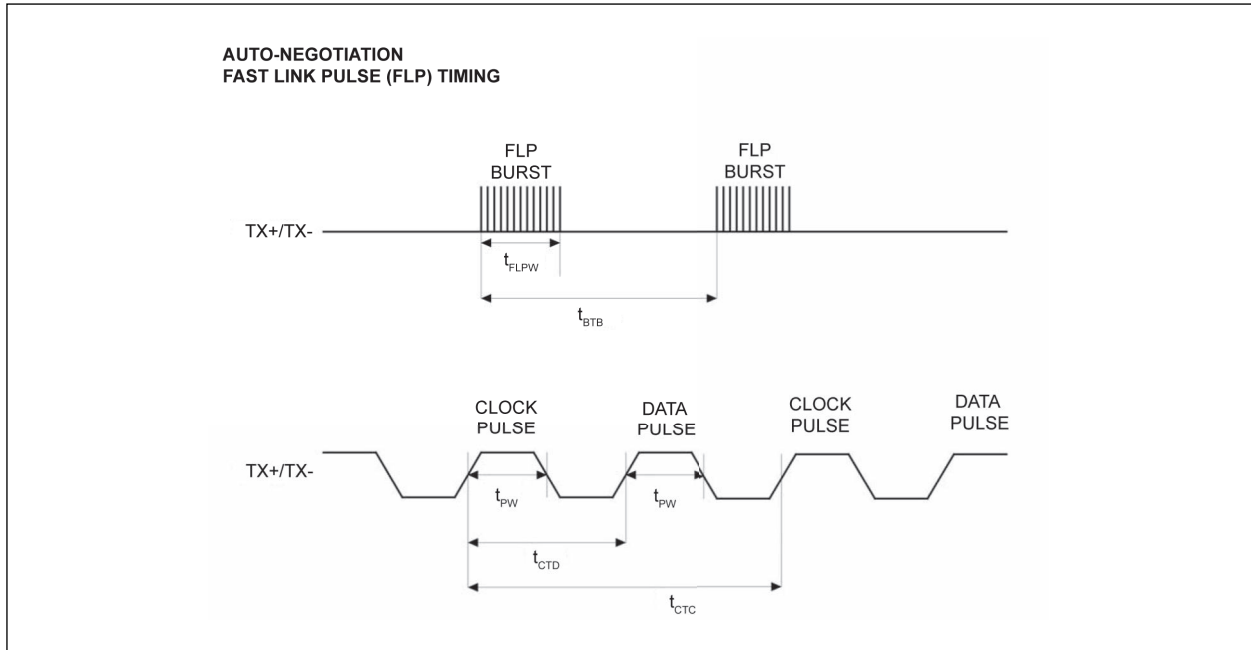 AUTO-NEGOTIATION
FAST LINK PULSE (FLP) TIMING
FLP
BURST
FLP
BURST
TX+/TX-
tFLPW
tBTB
CLOCK
PULSE
DATA
PULSE
CLOCK
PULSE
DATA
PULSE
TX+/TX-
tPW
tPW
tCTD
tCTC